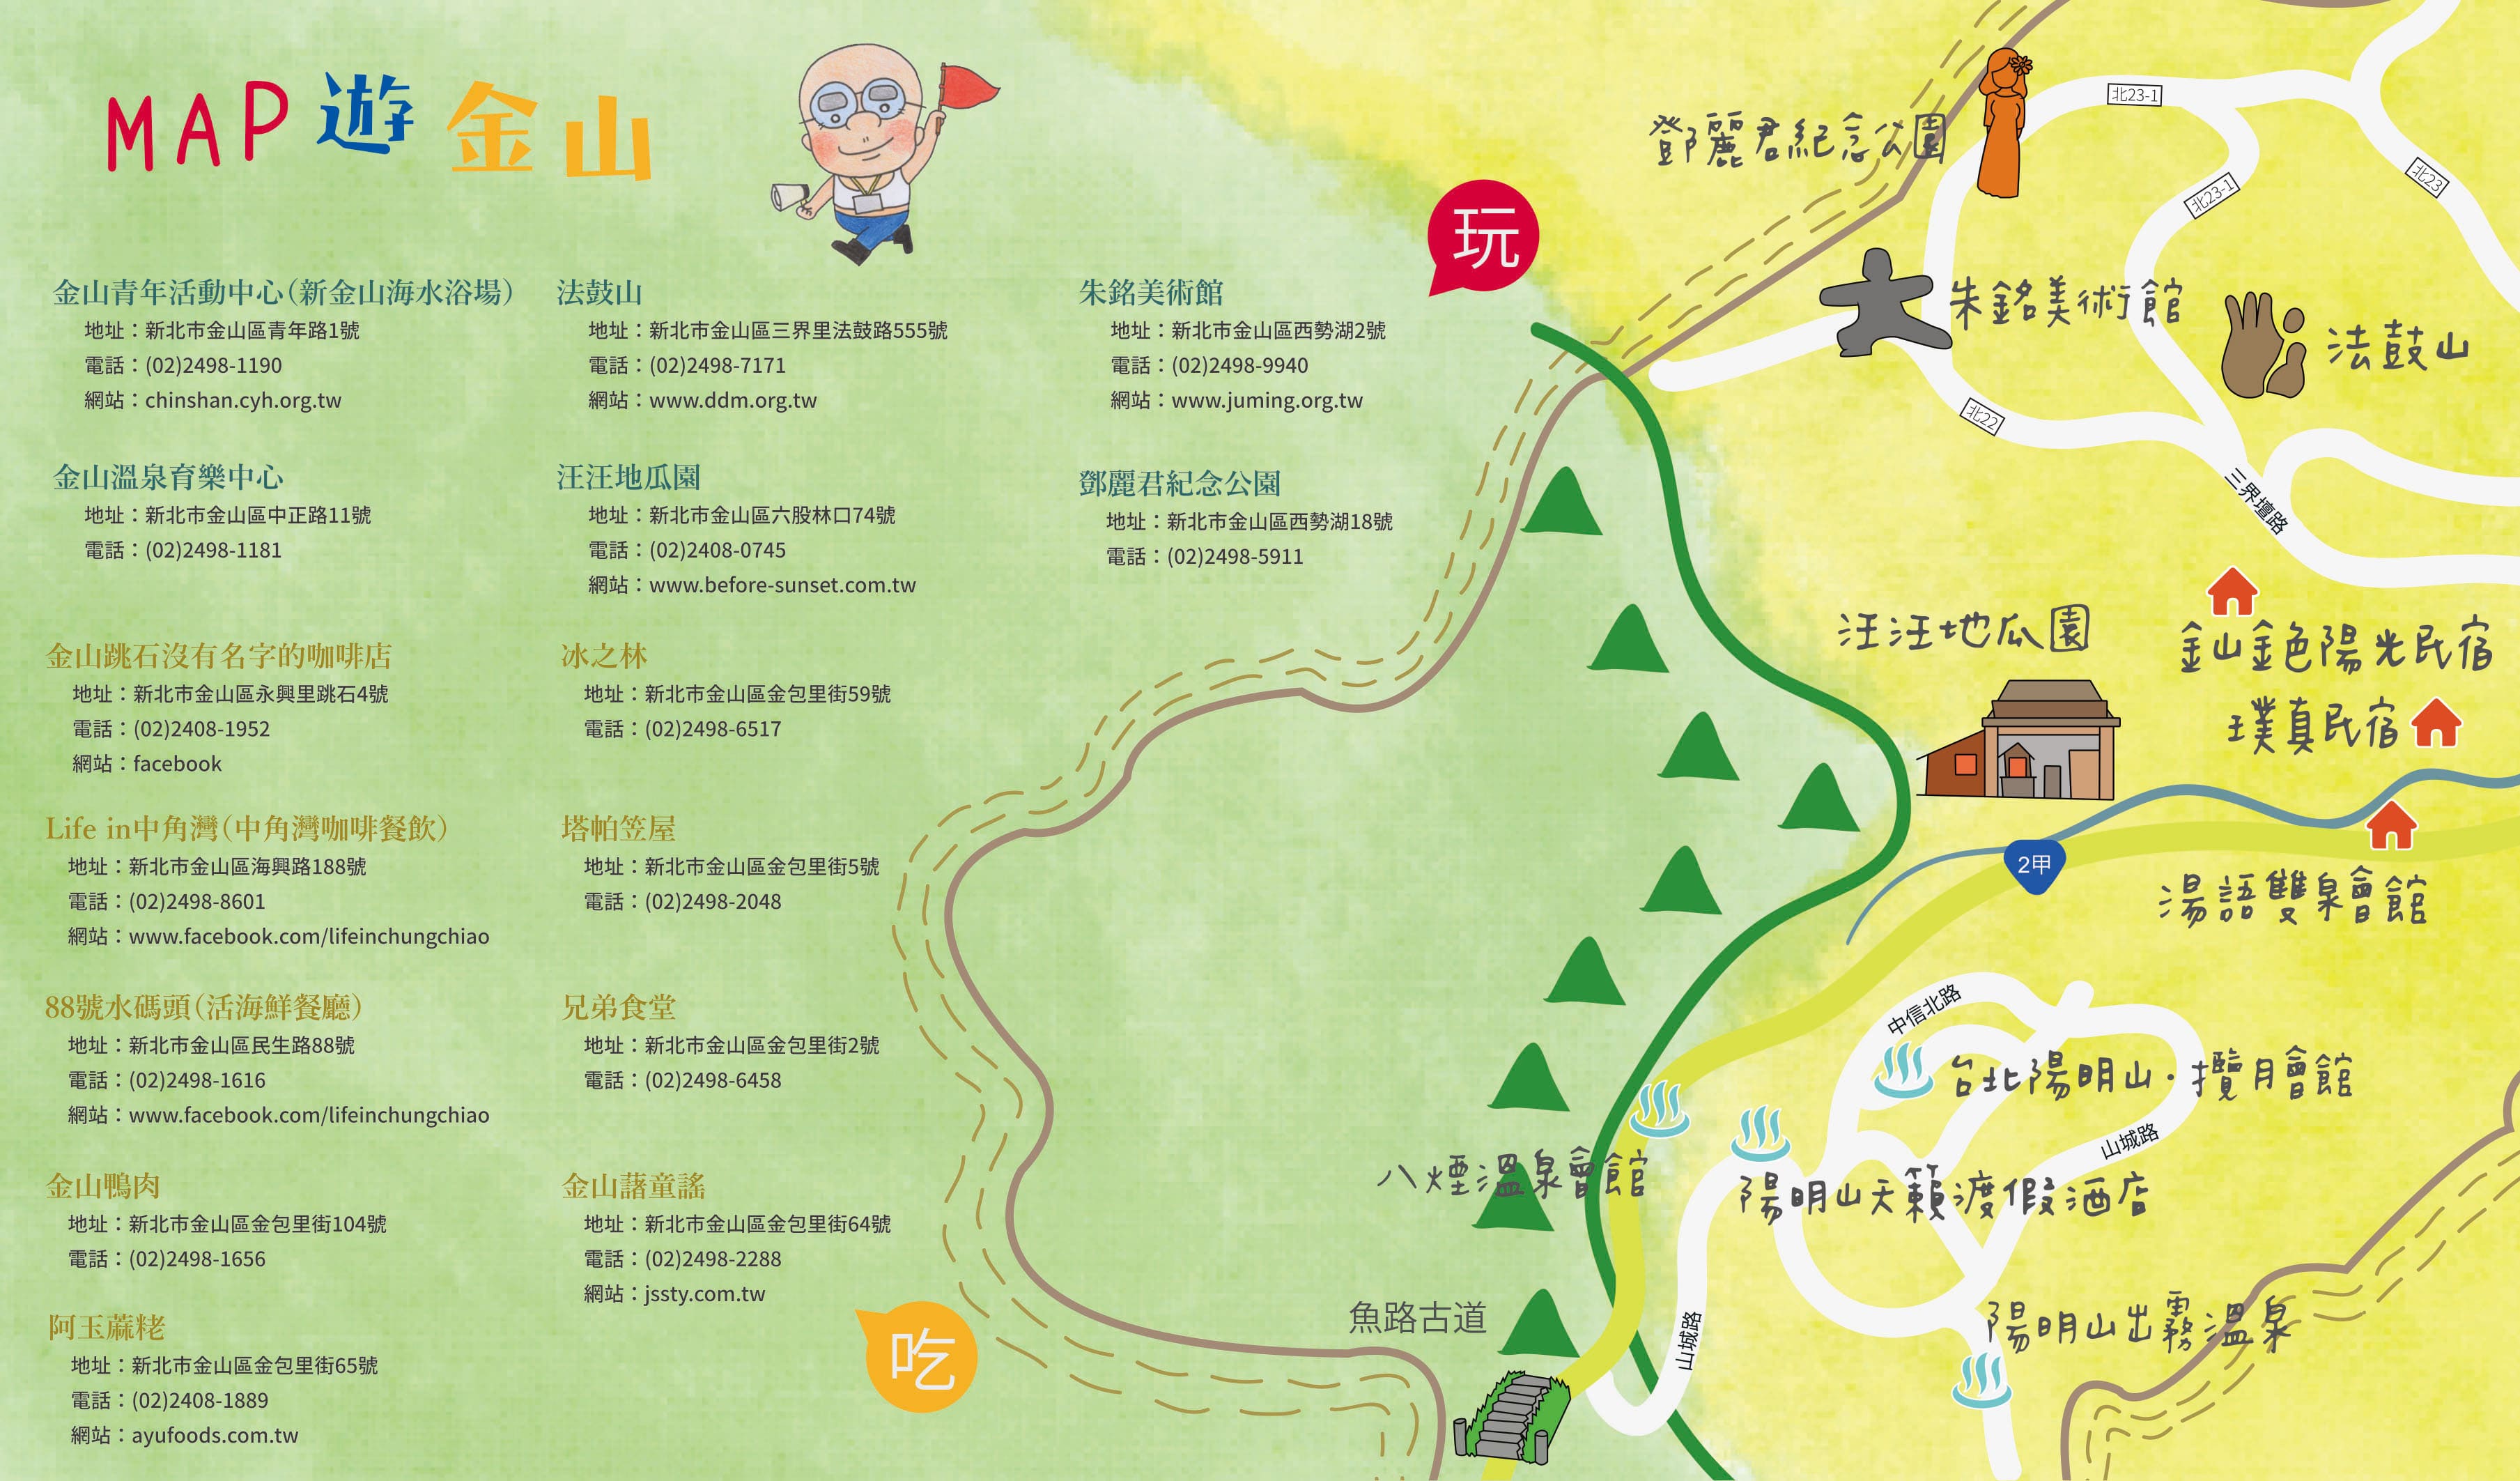 MAP遊金山
玩
金山青年活動中心(新金山海水浴場)
地址：新北市金山區青年路1號
電話：(02)2498-1190
網站：chinshan.cyh.org.tw
法鼓山
地址：新北市金山區三界里法鼓路555號
電話：(02)2498-7171
網站：www.ddm.org.tw
朱銘美術館
地址：新北市金山區西勢湖2號
電話：(02)2498-9940
網站：www.juming.org.tw
金山溫泉育樂中心
地址：新北市金山區中正路11號
電話：(02)2498-1181
汪汪地瓜園
地址：新北市金山區六股林口74號
電話：(02)2408-0745
網站：www.before-sunset.com.tw
鄧麗君紀念公園
地址：新北市金山區西勢湖18號
電話：(02)2498-5911
金山跳石沒有名字的咖啡店
地址：新北市金山區永興里跳石4號
電話：(02)2408-1952
網站：facebook
冰之林
地址：新北市金山區金包里街59號
電話：(02)2498-6517
Life in中角灣(中角灣咖啡餐飲)
地址：新北市金山區海興路188號
電話：(02)2498-8601
網站：www.facebook.com/lifeinchungchiao
塔帕笠屋
地址：新北市金山區金包里街5號
電話：(02)2498-2048
88號水碼頭(活海鮮餐廳)
地址：新北市金山區民生路88號
電話：(02)2498-1616
網站：www.facebook.com/lifeinchungchiao
兄弟食堂
地址：新北市金山區金包里街2號
電話：(02)2498-6458
金山鴨肉
地址：新北市金山區金包里街104號
電話：(02)2498-1656
金山藷童謠
地址：新北市金山區金包里街64號
電話：(02)2498-2288
網站：jssty.com.tw
阿玉蔴粩
地址：新北市金山區金包里街65號
電話：(02)2408-1889
網站：ayufoods.com.tw
吃
鄧麗君紀念公園
北23-1
北23-1
北23
朱銘美術館
法鼓山
北22
三界壇路
汪汪地瓜園
金山金色陽光民宿
璞真民宿
2甲
湯語雙泉會館
中信北路
台北陽明山·攬月會館
山城路
八煙溫泉會館
陽明山天籟渡假酒店
魚路古道
山城路
陽明山出霧溫泉